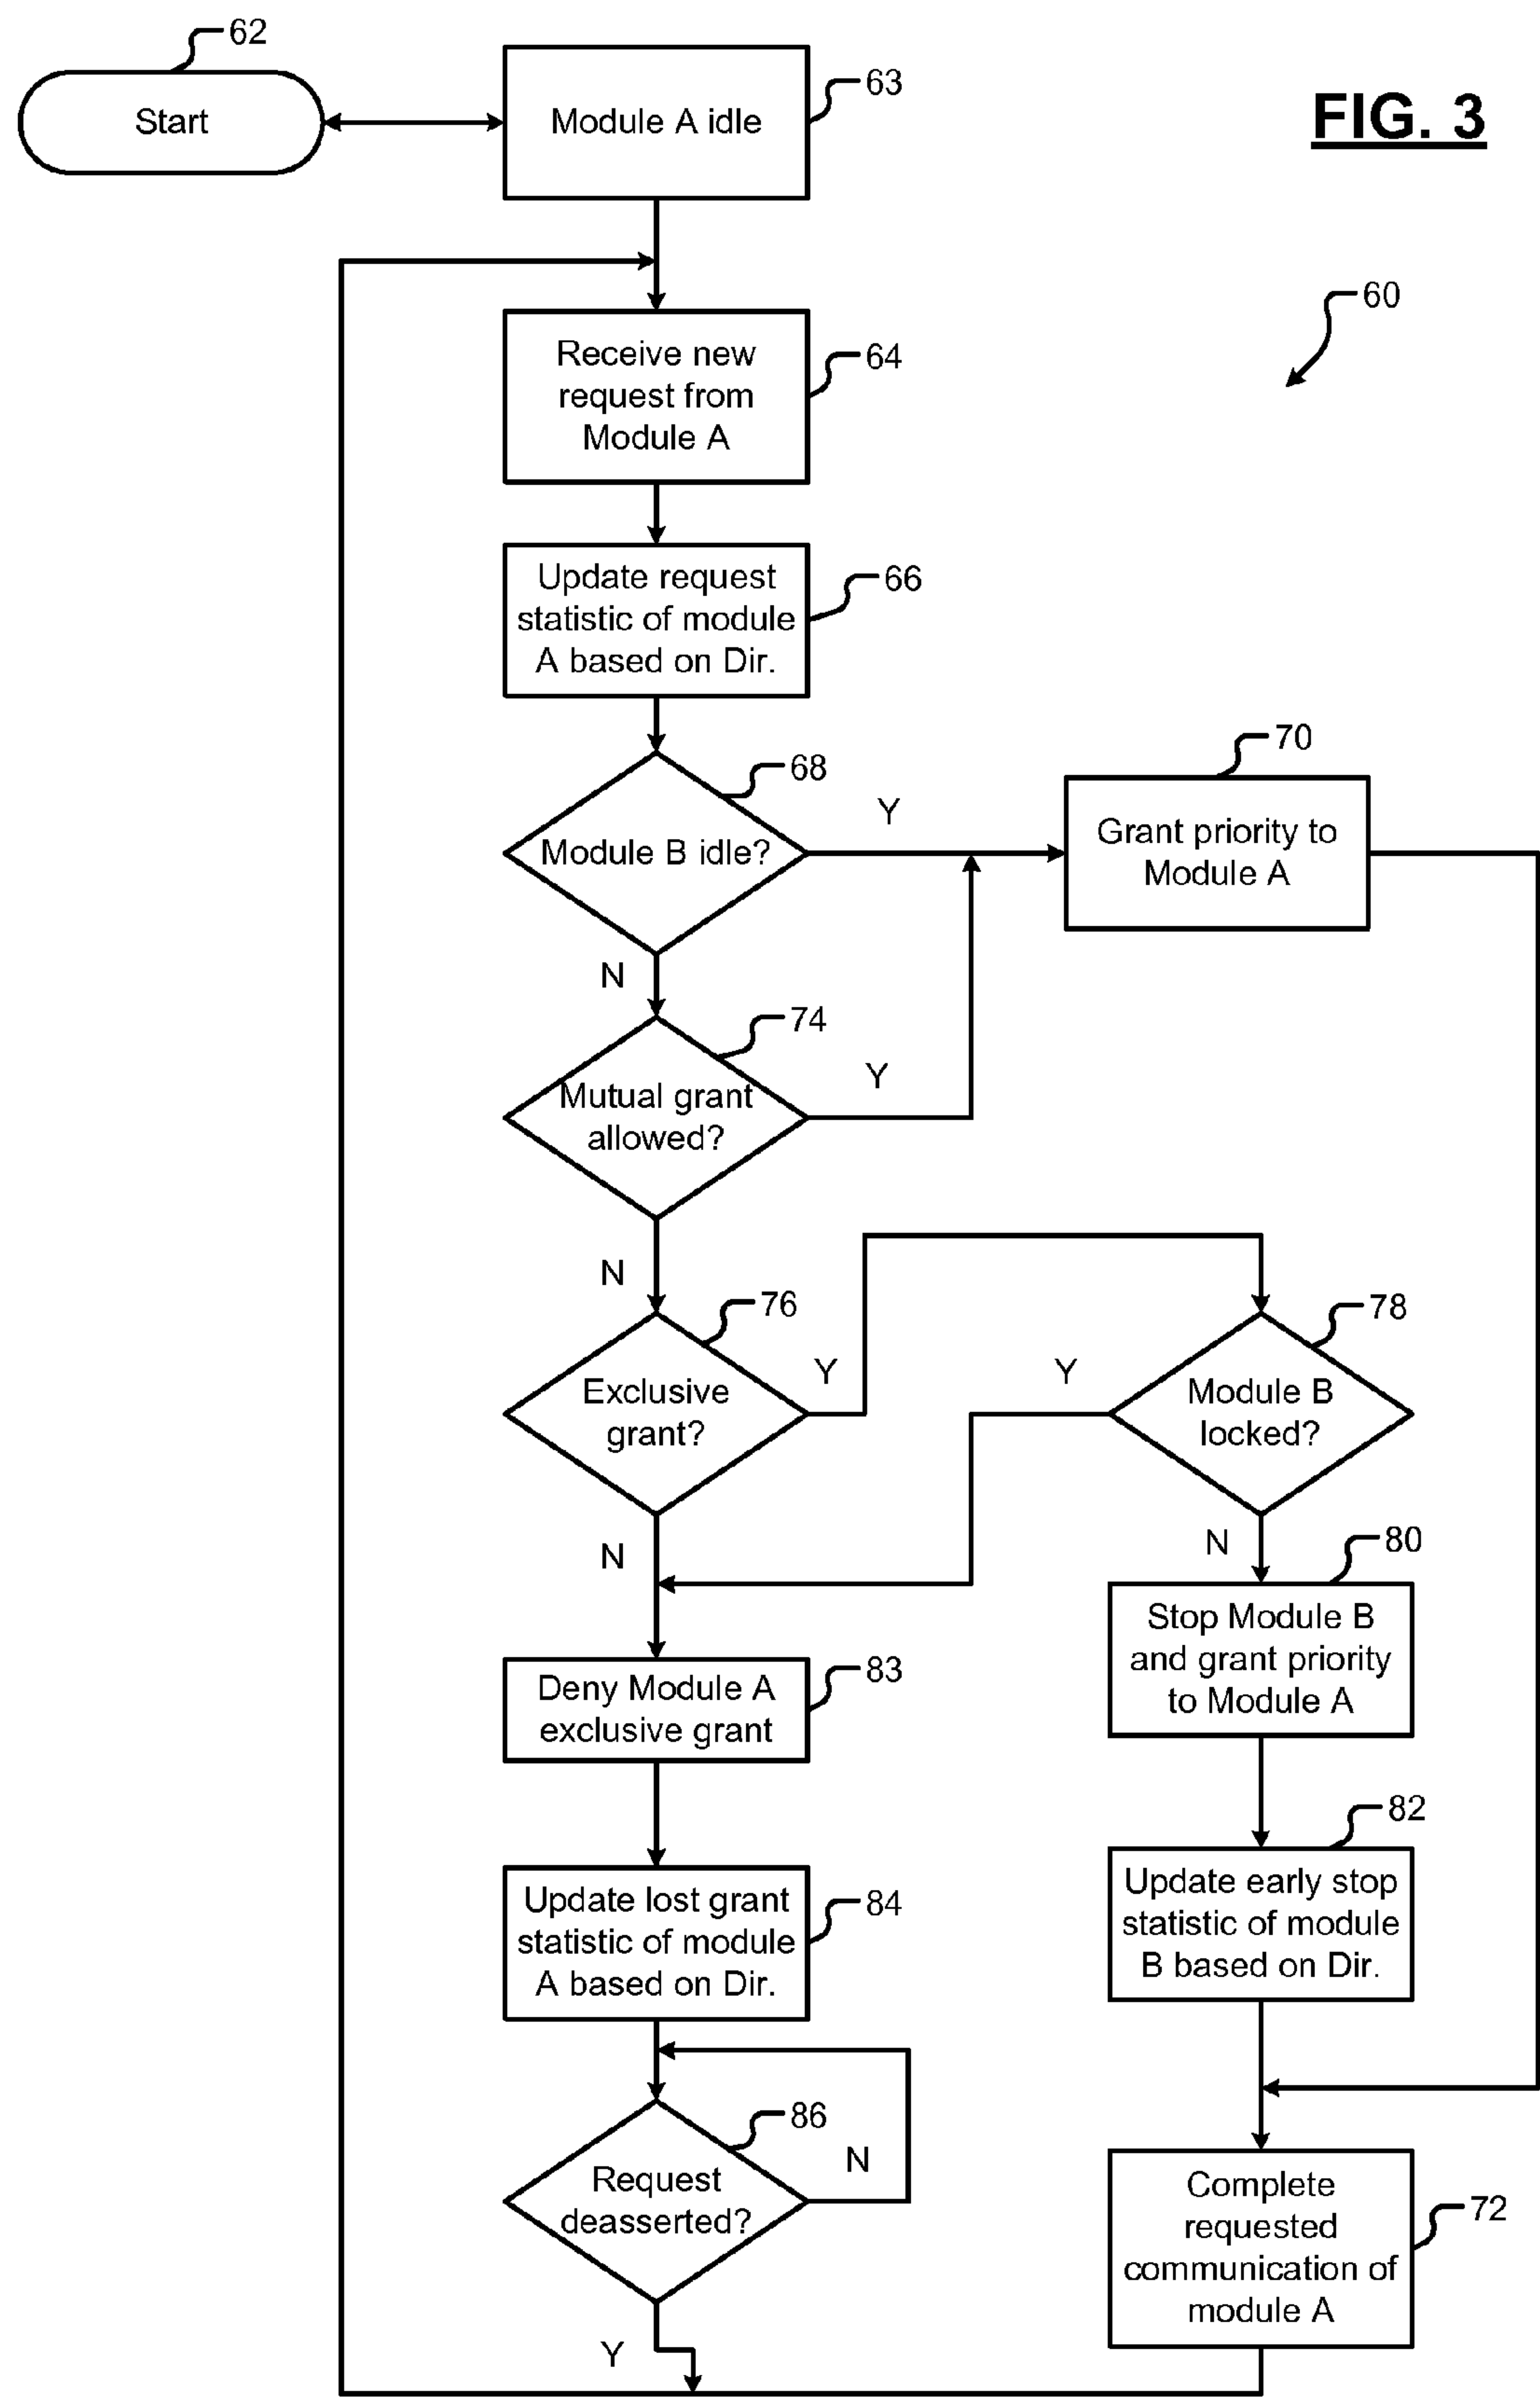 62
Start
Module A idle
63
FIG. 3
60
Receive new
request from
Module A
64
Update request
statistic of module
A based on Dir.
66
68
Module B idle?
Y
N
70
Grant priority to
Module A
74
Mutual grant
allowed?
Y
N
76
Exclusive
grant?
Y
N
78
Module B
locked?
Y
N
80
Stop Module B
and grant priority
to Module A
83
Deny Module A
exclusive grant
82
Update early stop
statistic of module
B based on Dir.
84
Update lost grant
statistic of module
A based on Dir.
86
Request
deasserted?
N
Y
72
Complete
requested
communication of
module A